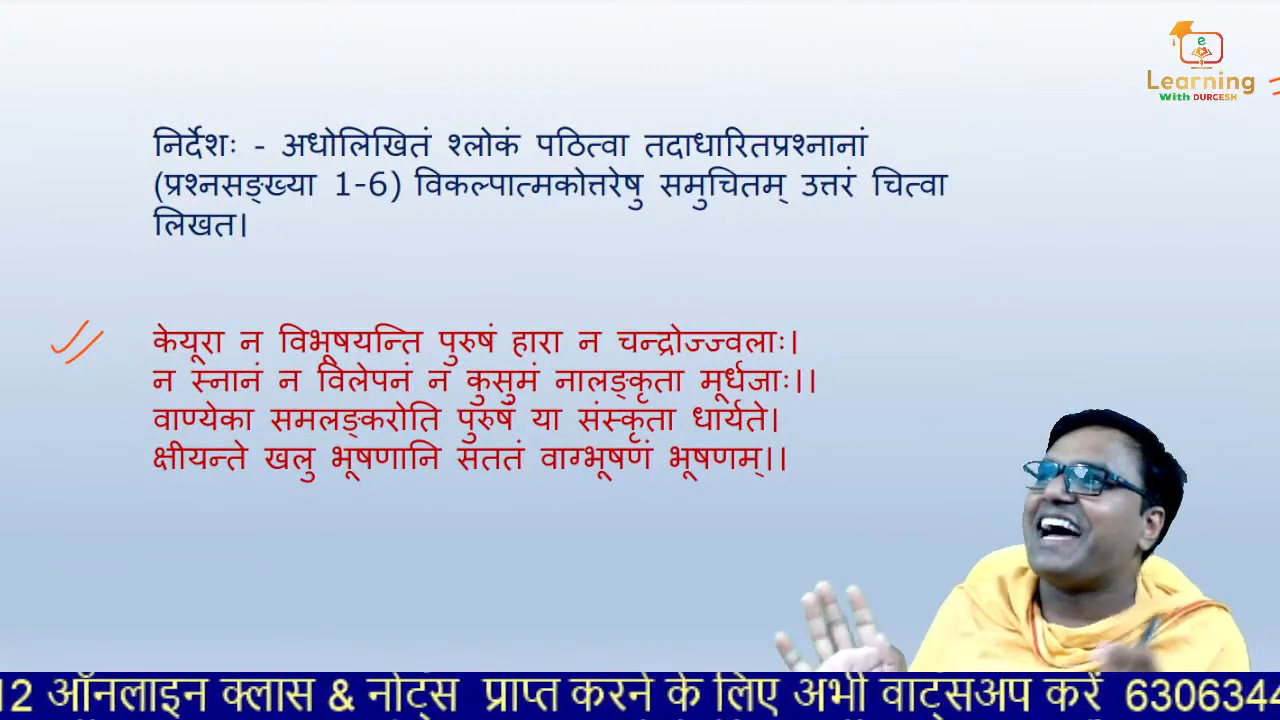 e
Learning
With DURGESH
निर्देशः - अधोलिखितं श्लोकं पठित्वा तदाधारितप्रश्नानां
(प्रश्नसङ्ख्या 1-6) विकल्पात्मकोत्तरेषु समुचितम् उत्तरं चित्वा
लिखत।
केयूरा न विभूषयन्ति पुरुषं हारा न चन्द्रोज्ज्वलाः।
न स्नानं न विलेपनं न कुसुमं नालङ्कृता मूर्धजाः।।
वाण्येका समलङ्करोति पुरुषं या संस्कृता धार्यते।
क्षीयन्ते खलु भूषणानि सततं वाग्भूषणं भूषणम्।।
12 ऑनलाइन क्लास & नोट्स प्राप्त करने के लिए अभी वाट्सअप करें 6306344